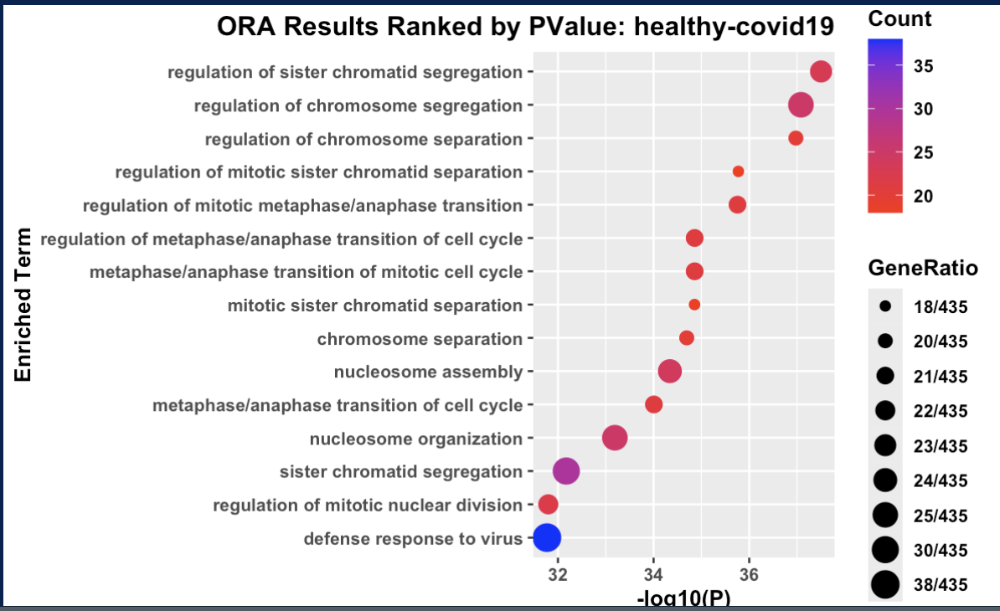 ORA Results Ranked by PValue: healthy-covid19
Enriched Term
regulation of sister chromatid segregation
regulation of chromosome segregation
regulation of chromosome separation
regulation of mitotic sister chromatid separation
regulation of mitotic metaphase/anaphase transition
regulation of metaphase/anaphase transition of cell cycle
metaphase/anaphase transition of mitotic cell cycle
mitotic sister chromatid separation
chromosome separation
nucleosome assembly
metaphase/anaphase transition of cell cycle
nucleosome organization
sister chromatid segregation
regulation of mitotic nuclear division
defense response to virus
32 34 36
-log10(P)
Count
35
30
25
20
GeneRatio
18/435
20/435
21/435
22/435
23/435
24/435
25/435
30/435
38/435